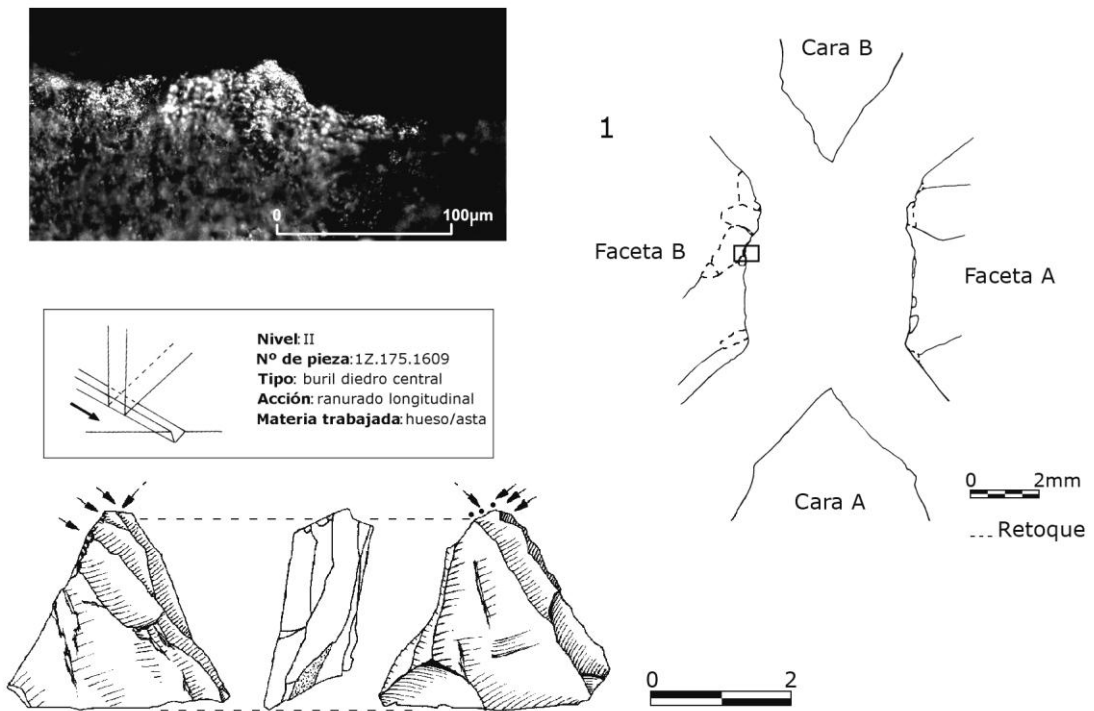 0
100µm
Nivel: II
Nº de pieza: 1Z.175.1609
Tipo: buril diedro central
Acción: ranurado longitudinal
Materia trabajada: hueso/asta
1
Cara B
Faceta B
Faceta A
Cara A
0 2mm
---- Retoque
0 2